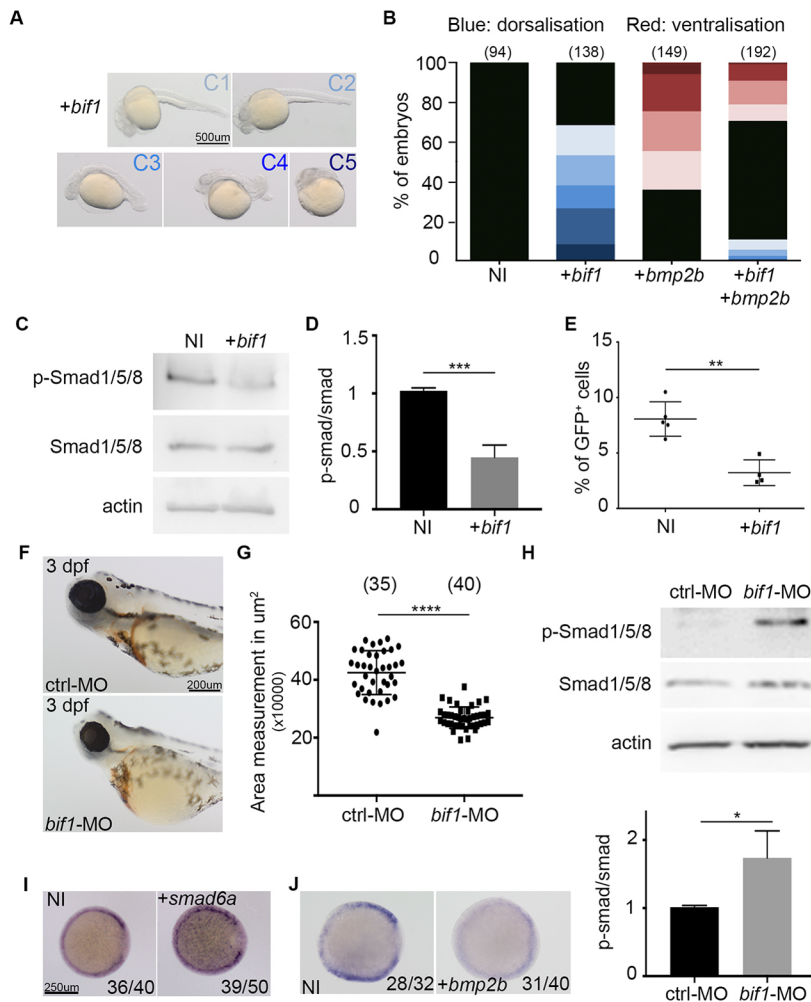 A
+bif1
C1
C2
500um
C3
C4
C5
B
Blue: dorsalisation Red: ventralisation
(94) (138) (149) (192)
% of embryos
100
80
60
40
20
0
NI +bif1 +bmp2b +bif1
+bmp2b
C
NI +bif1
p-Smad1/5/8
Smad1/5/8
actin
D
p-smad/smad
1.5
1
0.5
0
***
NI +bif1
E
% of GFP+ cells
15
10
5
0
**
NI +bif1
F
3 dpf
ctrl-MO
200um
3 dpf
bif1-MO
G
(35) (40)
****
Area measurement in um²
(x10000)
60
40
20
ctrl-MO bif1-MO
H
ctrl-MO bif1-MO
p-Smad1/5/8
Smad1/5/8
actin
p-smad/smad
2
1
0
*
ctrl-MO bif1-MO
I
NI
250um
36/40
+smad6a
39/50
J
NI
28/32
+bmp2b
31/40